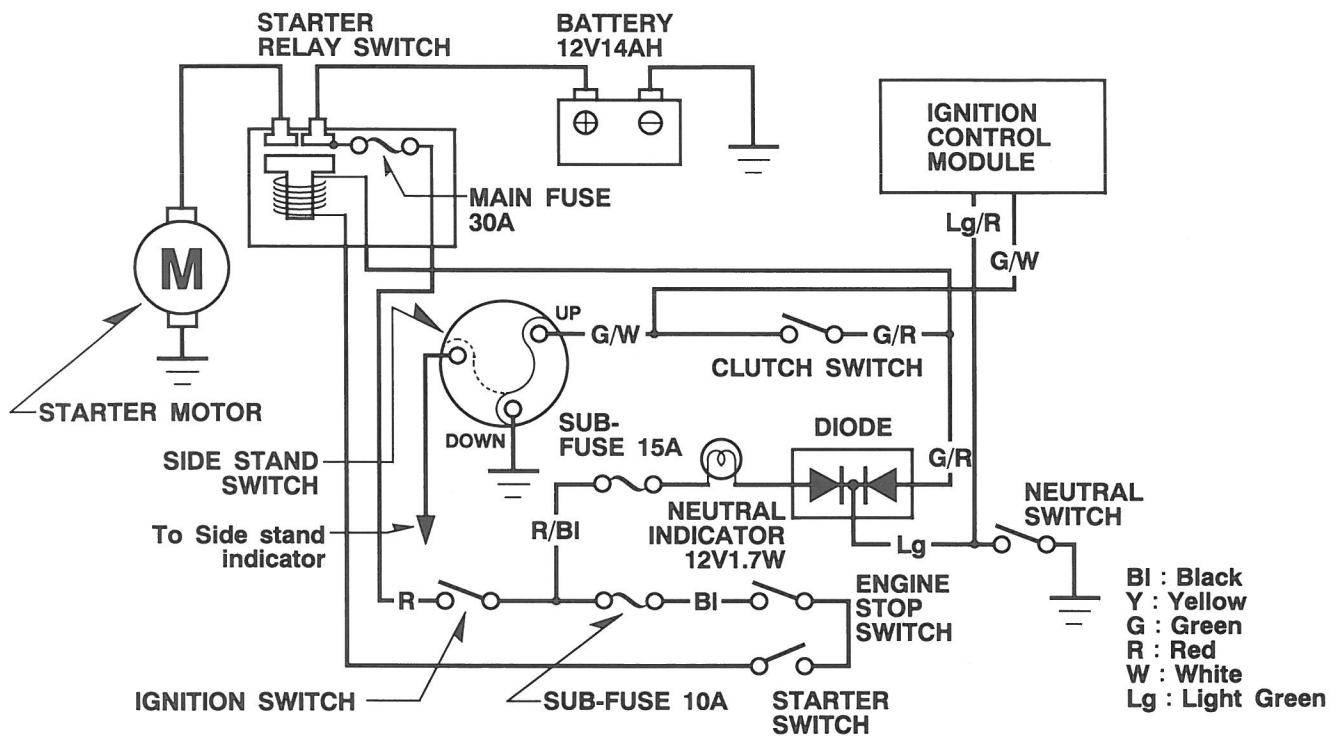 STARTER
RELAY SWITCH
BATTERY
12V14AH
IGNITION
CONTROL
MODULE
MAIN FUSE
30A
Lg/R
G/W
M
UP
G/W
G/R
CLUTCH SWITCH
STARTER MOTOR
DOWN
SUB-
FUSE 15A
DIODE
SIDE STAND
SWITCH
G/R
NEUTRAL
SWITCH
To Side stand
indicator
R/Bl
NEUTRAL
INDICATOR
12V1.7W
Lg
R
Bl
ENGINE
STOP
SWITCH
Bl : Black
Y : Yellow
G : Green
R : Red
W : White
Lg : Light Green
IGNITION SWITCH
SUB-FUSE 10A
STARTER
SWITCH